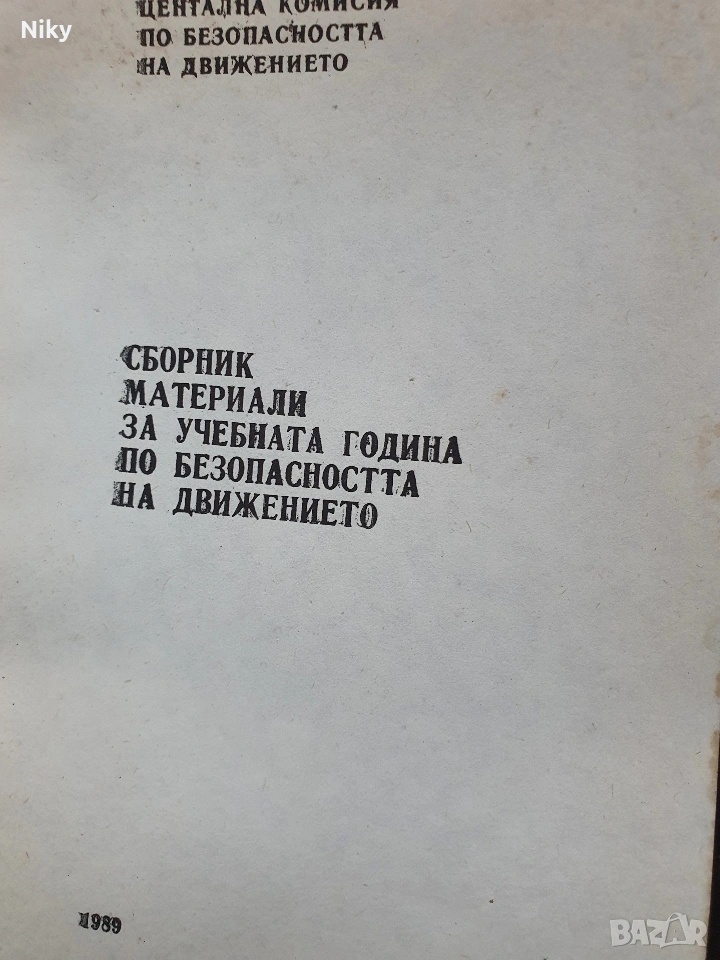 Niky
ЦЕНТАЛНА КОМИСИЯ
ПО БЕЗОПАСНОСТТА
НА ДВИЖЕНИЕТО
СБОРНИК
МАТЕРИАЛИ
ЗА УЧЕБНАТА ГОДИНА
ПО БЕЗОПАСНОСТТА
НА ДВИЖЕНИЕТО
1989
BAZAR